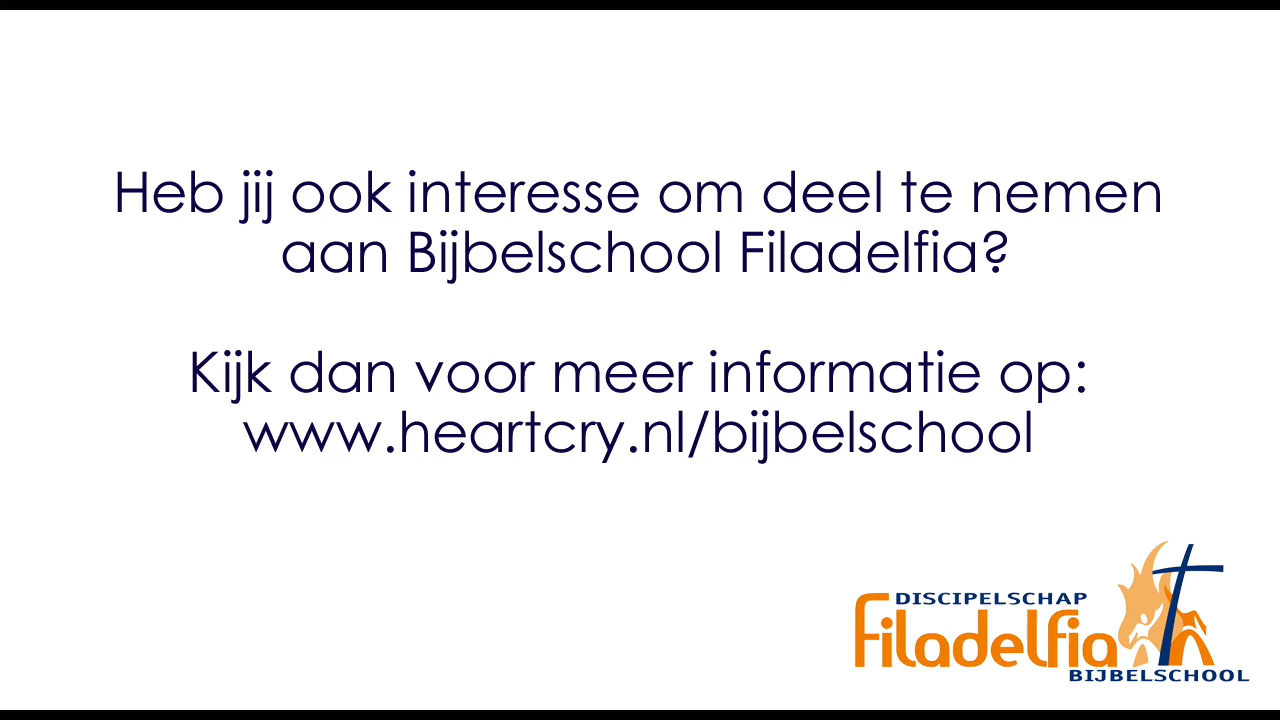 Heb jij ook interesse om deel te nemen
aan Bijbelschool Filadelfia?
Kijk dan voor meer informatie op:
www.heartcry.nl/bijbelschool
DISCIPELSCHAP
filadelfia
BIJBELSCHOOL